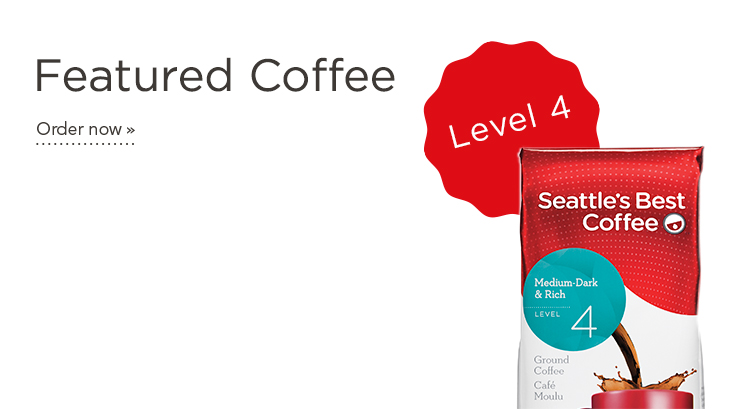 Featured Coffee
Order now »
Level 4
Seattle's Best
Coffee
Medium-Dark
& Rich
LEVEL
4
Ground
Coffee
Café
Moulu